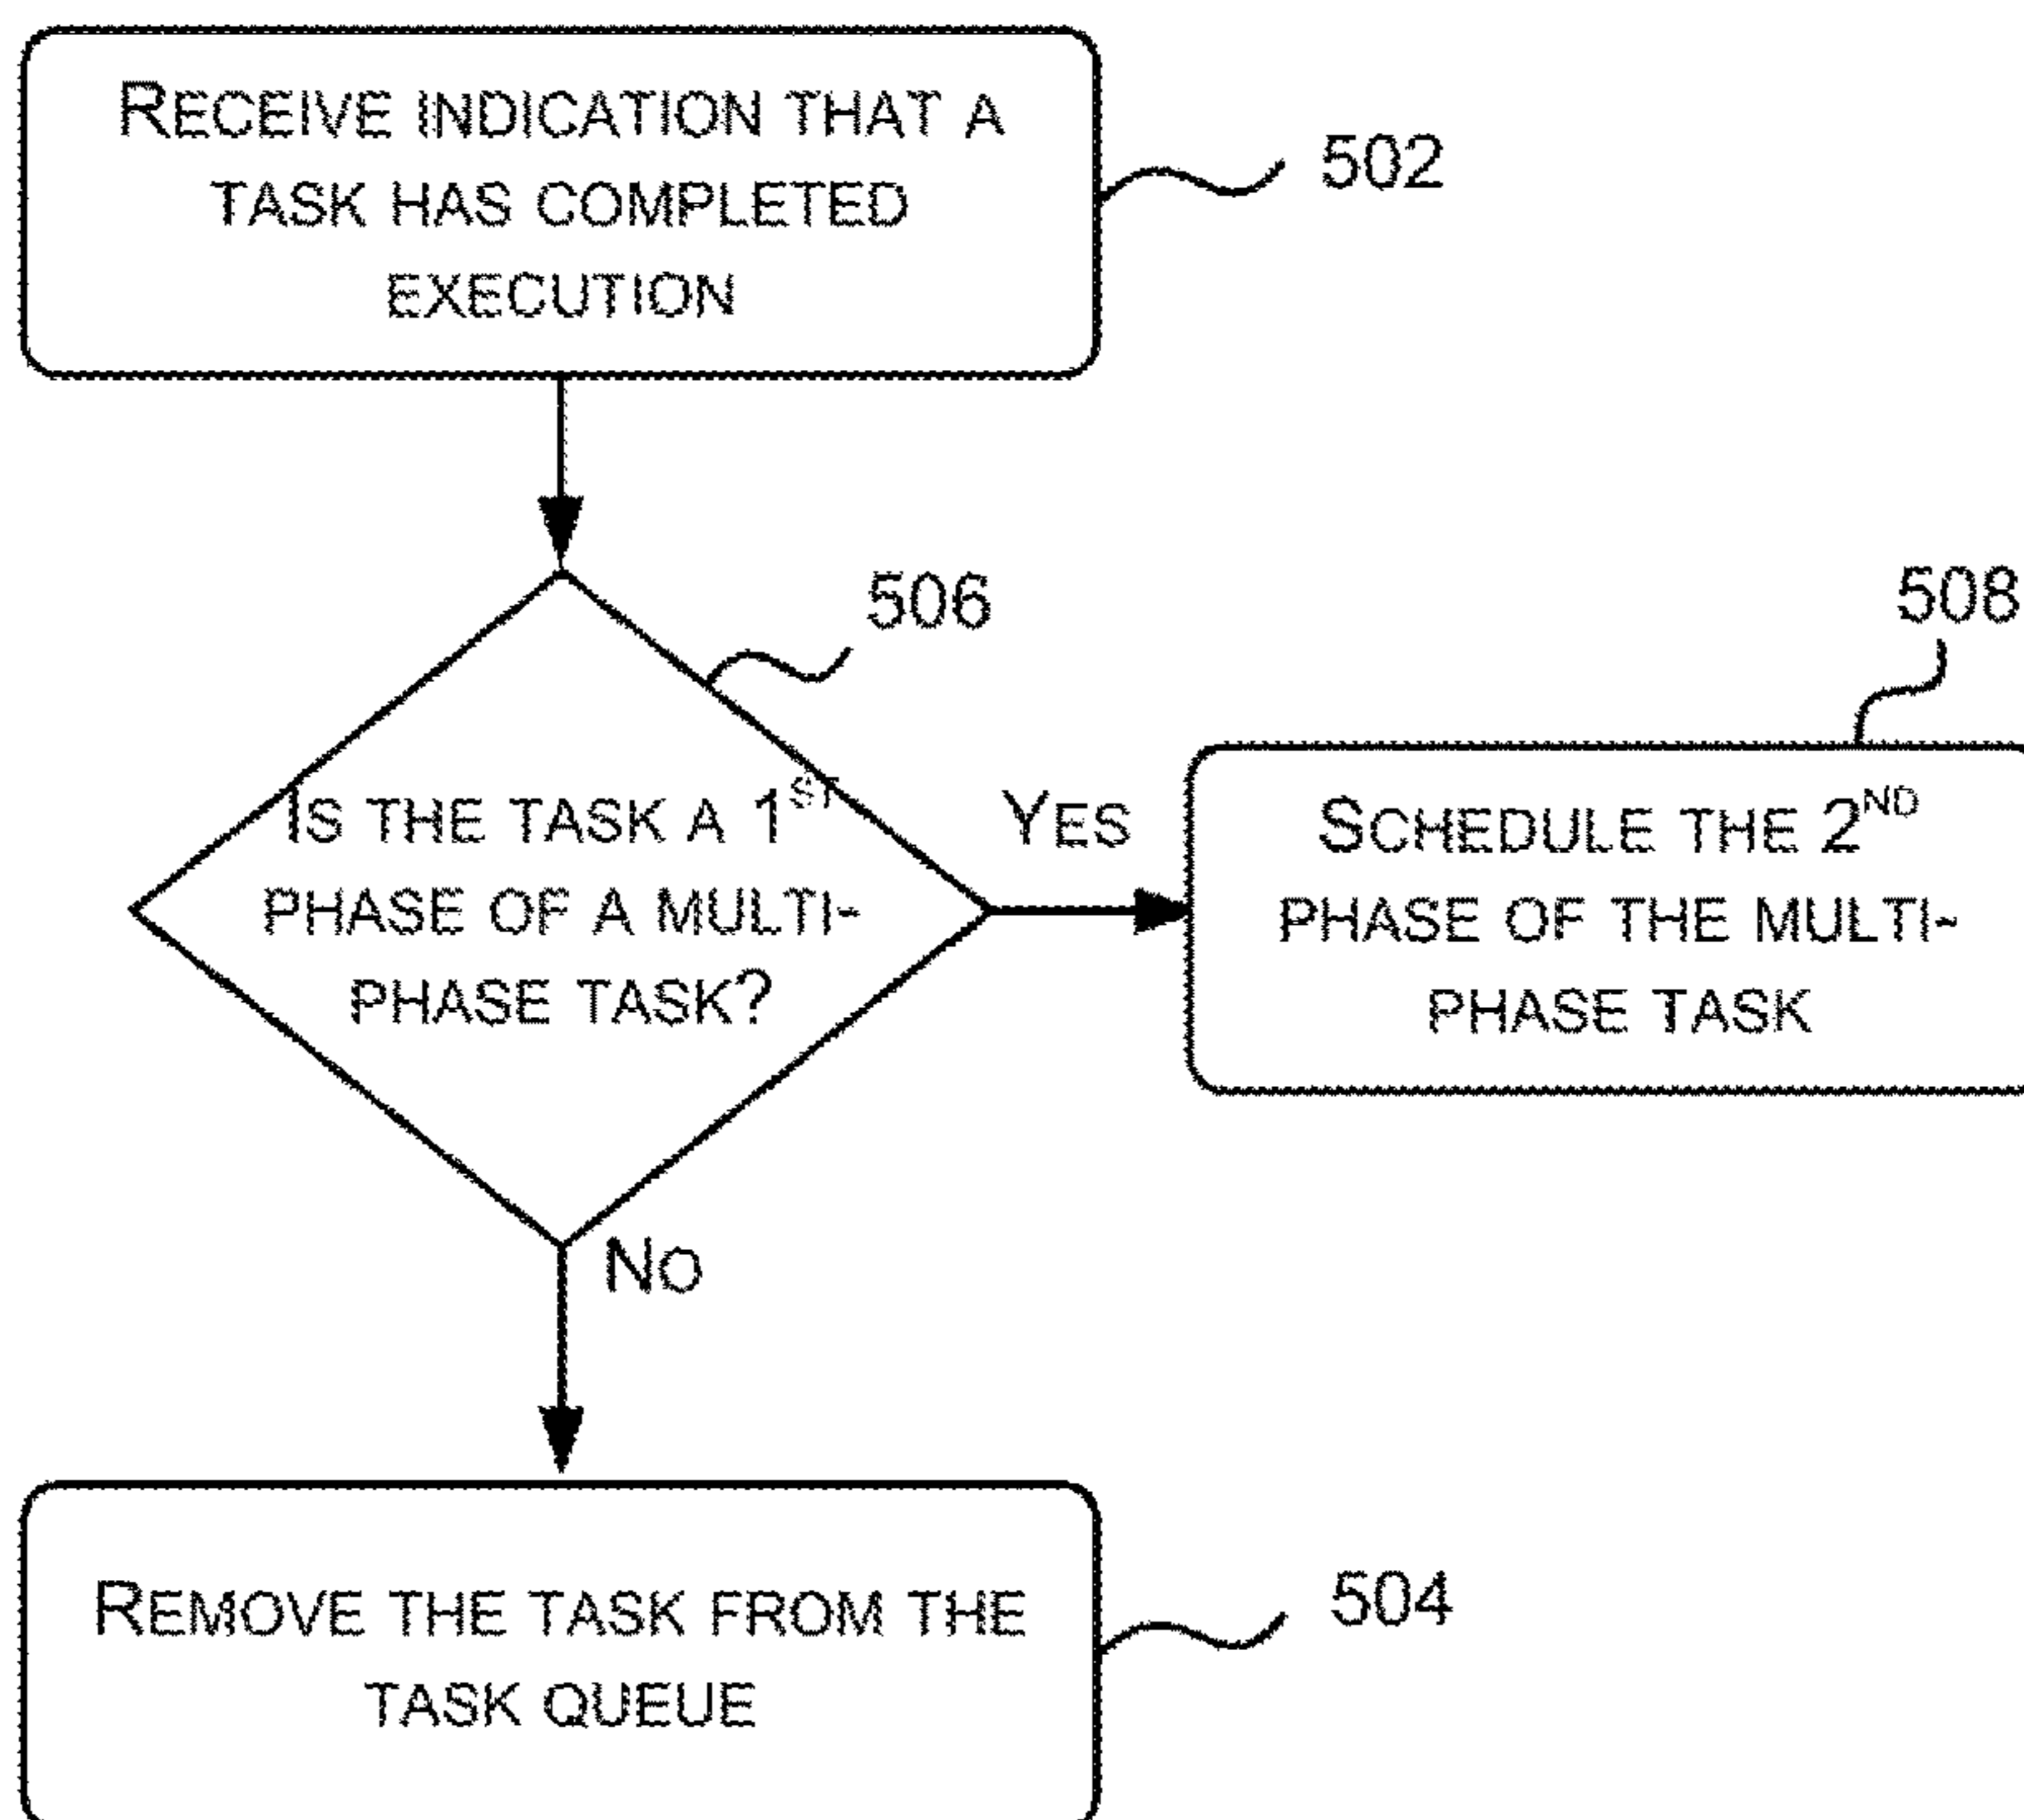 RECEIVE INDICATION THAT A
TASK HAS COMPLETED
EXECUTION
502
506
508
IS THE TASK A 1ST
PHASE OF A MULTI-
PHASE TASK?
YES
SCHEDULE THE 2ND
PHASE OF THE MULTI-
PHASE TASK
NO
REMOVE THE TASK FROM THE
TASK QUEUE
504